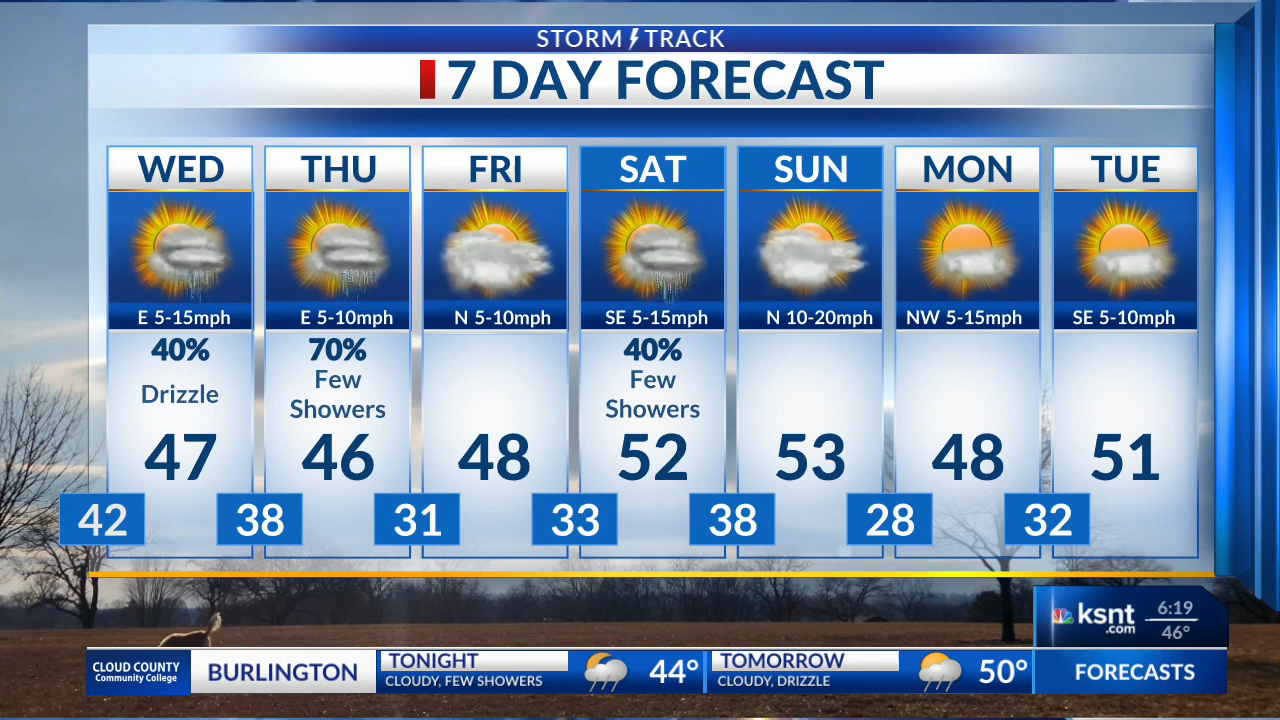 STORM TRACK
7 DAY FORECAST
WED THU FRI SAT SUN MON TUE
E 5-15mph E 5-10mph N 5-10mph SE 5-15mph N 10-20mph NW 5-15mph SE 5-10mph
40% 70% 40%
Drizzle Few Showers Few Showers
47 46 48 52 53 48 51
42 38 31 33 38 28 32
ksnt
.com
6:19
46°
CLOUD COUNTY
Community College
BURLINGTON
TONIGHT
CLOUDY, FEW SHOWERS
44°
TOMORROW
CLOUDY, DRIZZLE
50°
FORECASTS